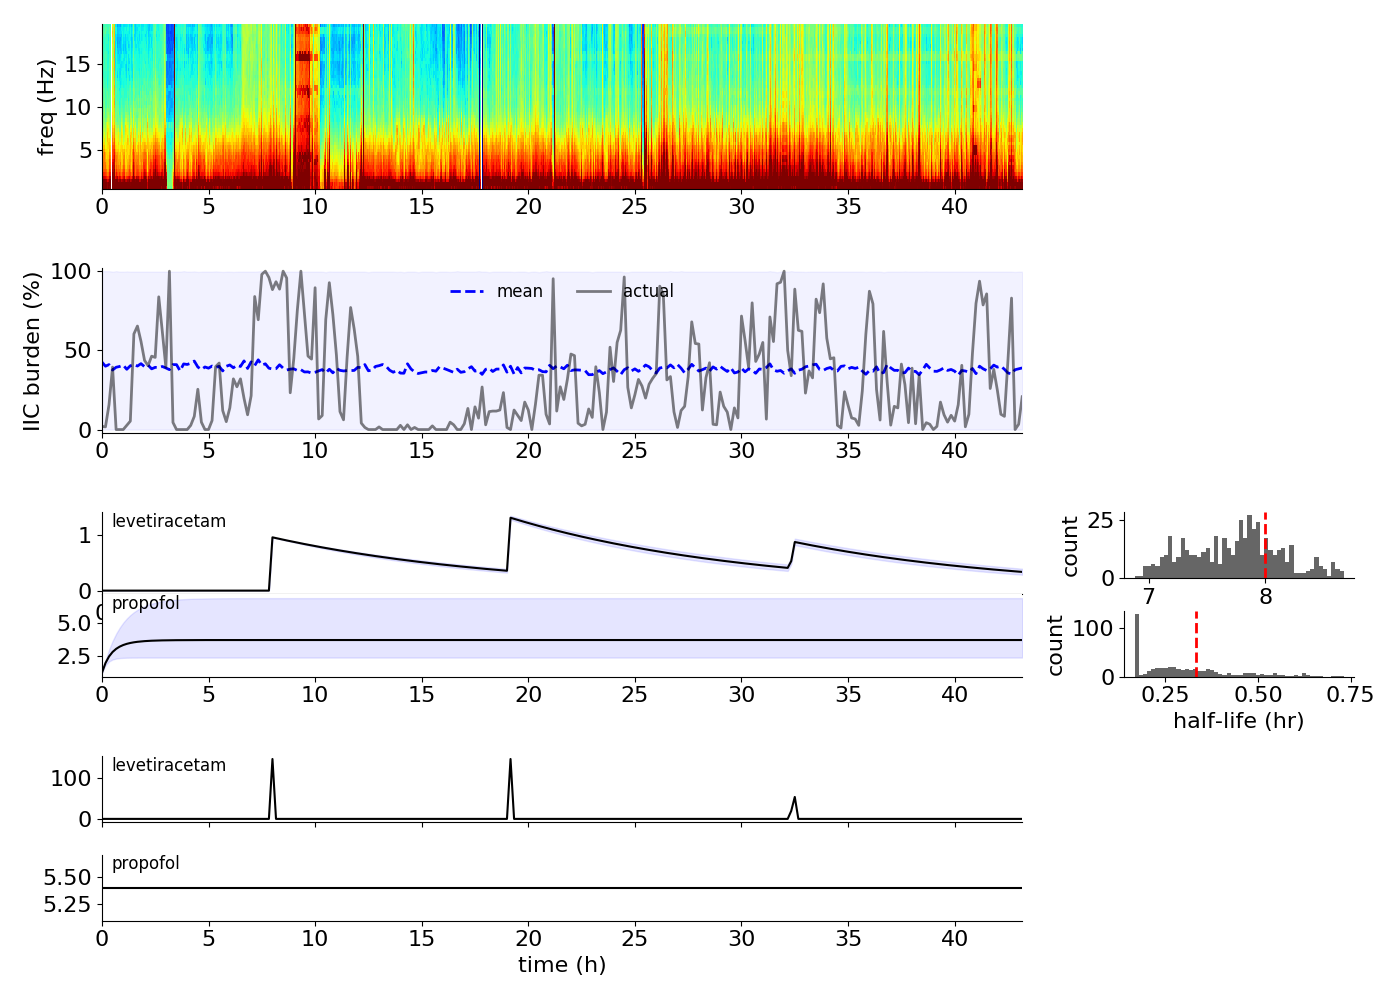 freq (Hz)
15
10
5
0 5 10 15 20 25 30 35 40
IIC burden (%)
100
50
0
mean actual
0 5 10 15 20 25 30 35 40
levetiracetam
1
0
0
propofol
5.0
2.5
0 5 10 15 20 25 30 35 40
count
25
0
7 8
count
100
0
0.25 0.50 0.75
half-life (hr)
levetiracetam
100
0
propofol
5.50
5.25
0 5 10 15 20 25 30 35 40
time (h)